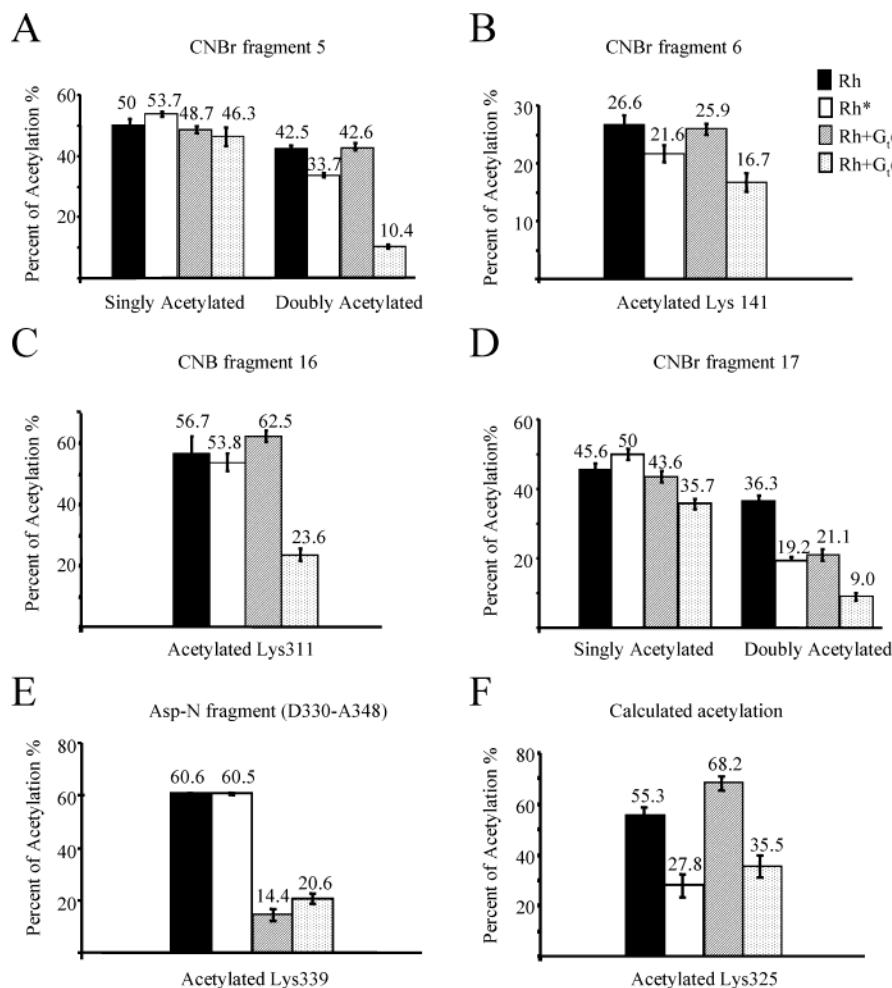 A
CNBr fragment 5
Percent of Acetylation %
60
40
20
50
53.7
48.7
46.3
42.5
33.7
42.6
10.4
Singly Acetylated
Doubly Acetylated
B
CNBr fragment 6
Percent of Acetylation %
30
20
10
26.6
21.6
25.9
16.7
Acetylated Lys 141
Rh
Rh*
Rh+Gt
Rh+Gt
C
CNB fragment 16
Percent of Acetylation %
60
40
20
56.7
53.8
62.5
23.6
Acetylated Lys311
D
CNBr fragment 17
Percent of Acetylation%
60
40
20
45.6
50
43.6
35.7
36.3
19.2
21.1
9.0
Singly Acetylated
Doubly Acetylated
E
Asp-N fragment (D330-A348)
Percent of Acetylation %
80
60
40
20
60.6
60.5
14.4
20.6
Acetylated Lys339
F
Calculated acetylation
Percent of Acetylation %
80
60
40
20
55.3
27.8
68.2
35.5
Acetylated Lys325